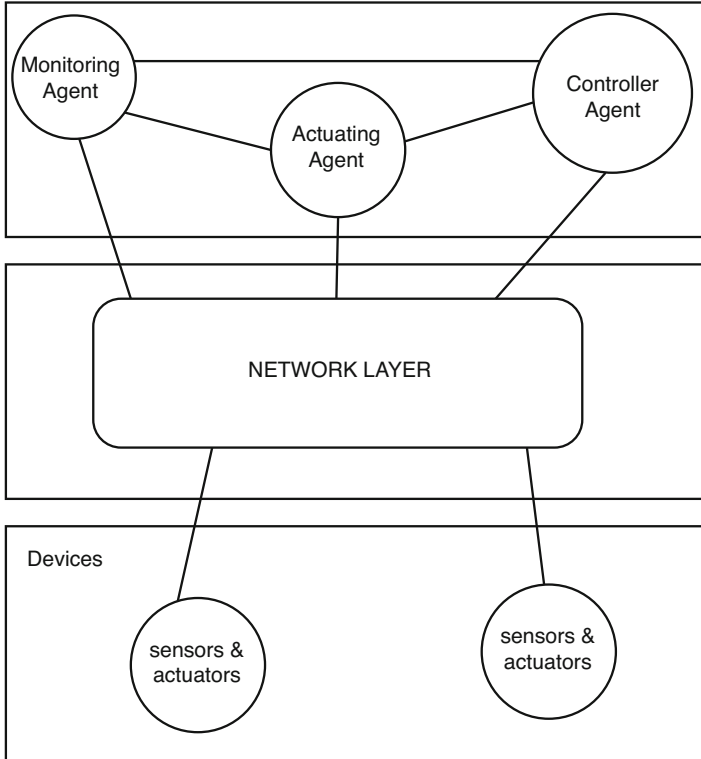 Monitoring
Agent
Controller
Agent
Actuating
Agent
NETWORK LAYER
Devices
sensors &
actuators
sensors &
actuators